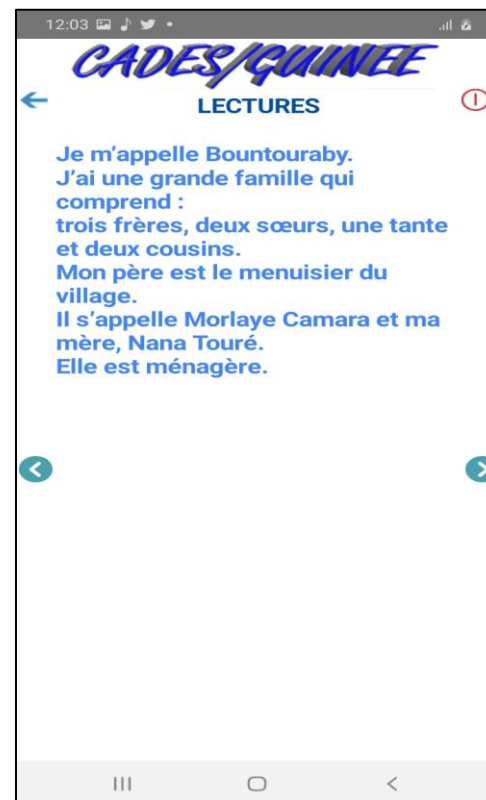 12:03
CADES/GUINEE
LECTURES
Je m'appelle Bountouraby.
J'ai une grande famille qui
comprend :
trois frères, deux sœurs, une tante
et deux cousins.
Mon père est le menuisier du
village.
Il s'appelle Morlaye Camara et ma
mère, Nana Touré.
Elle est ménagère.